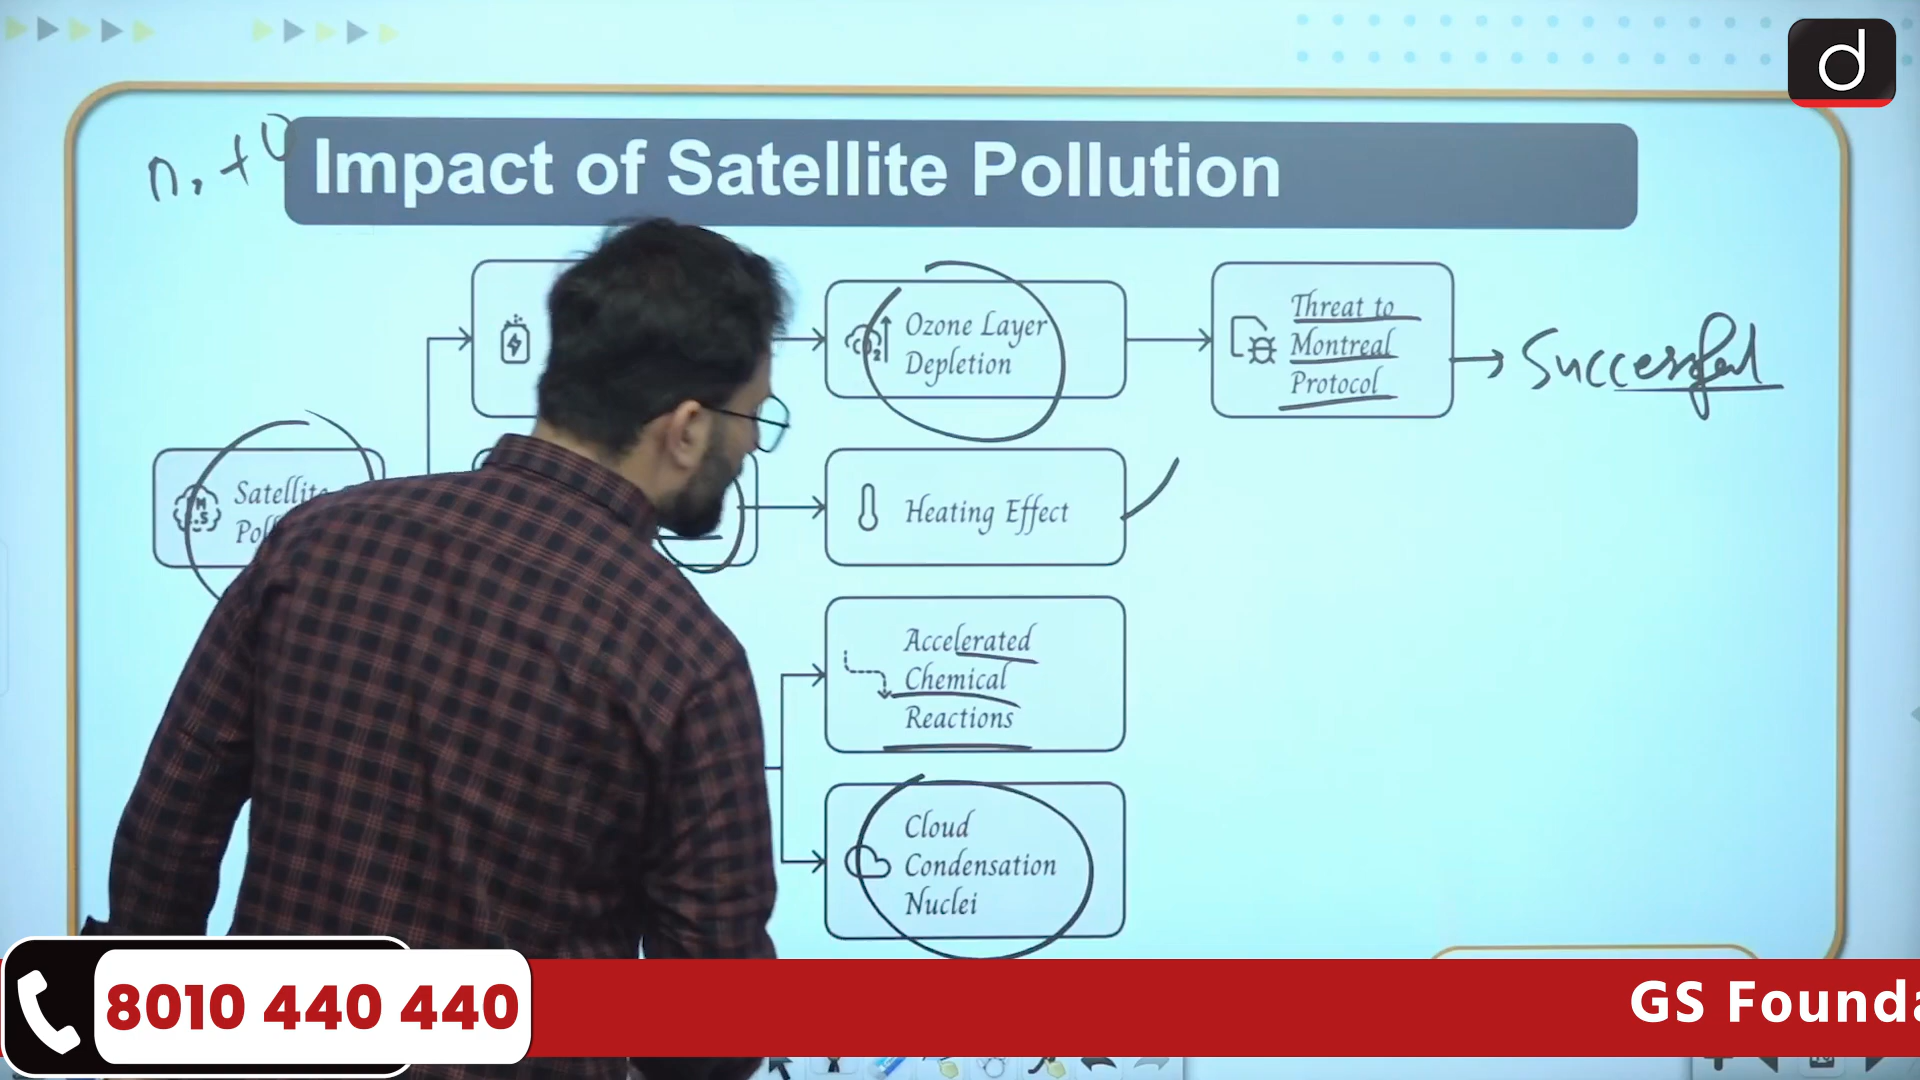 Impact of Satellite Pollution
Ozone Layer
Depletion
Threat to
Montreal
Protocol
Successful
Satellite
Heating Effect
Accelerated
Chemical
Reactions
Cloud
Condensation
Nuclei
8010 440 440
GS Founda